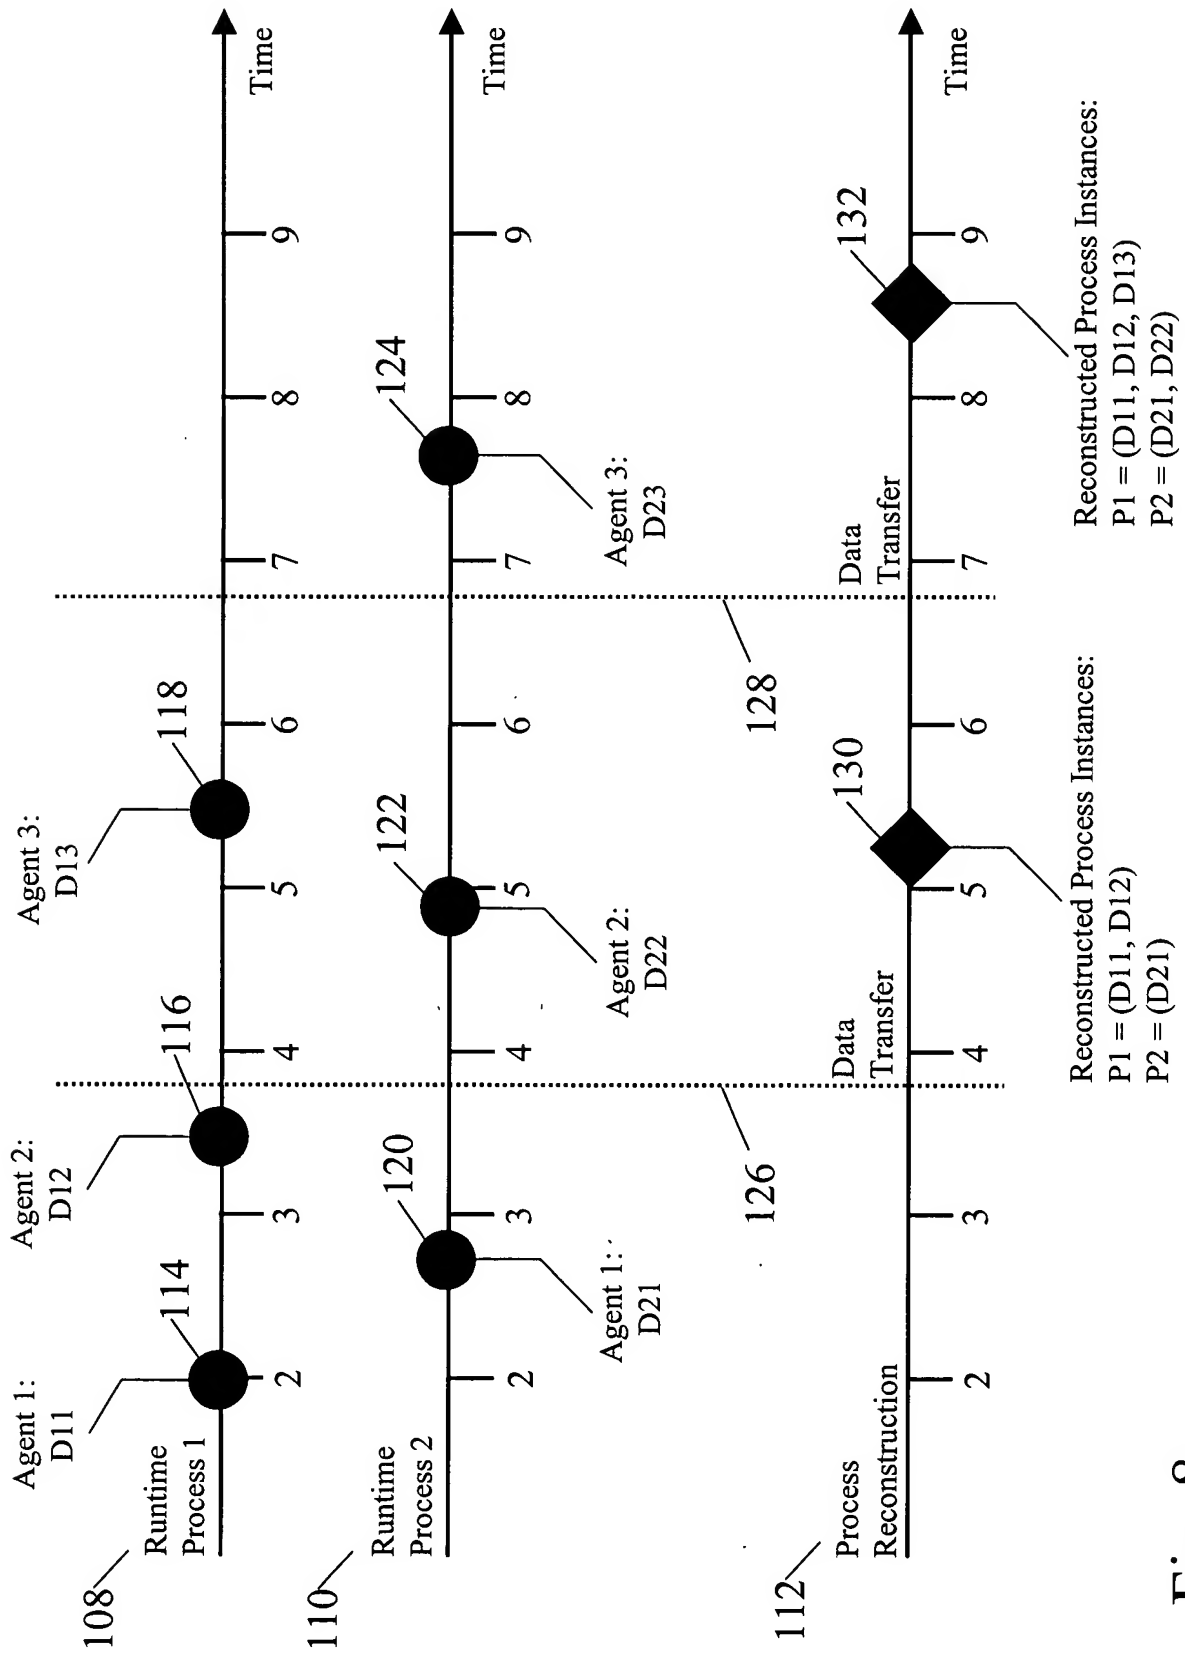 108
Runtime
Process 1
Agent 1:
D11
114
Agent 2:
D12
116
Agent 3:
D13
118
2
3
4
5
6
7
8
9
Time
110
Runtime
Process 2
120
122
124
2
3
4
5
6
7
8
9
Time
Agent 1:
D21
Agent 2:
D22
Agent 3:
D23
126
128
112
Process
Reconstruction
Data
Transfer
130
Data
Transfer
132
2
3
4
5
6
7
8
9
Time
Reconstructed Process Instances:
P1 = (D11, D12)
P2 = (D21)
Reconstructed Process Instances:
P1 = (D11, D12, D13)
P2 = (D21, D22)